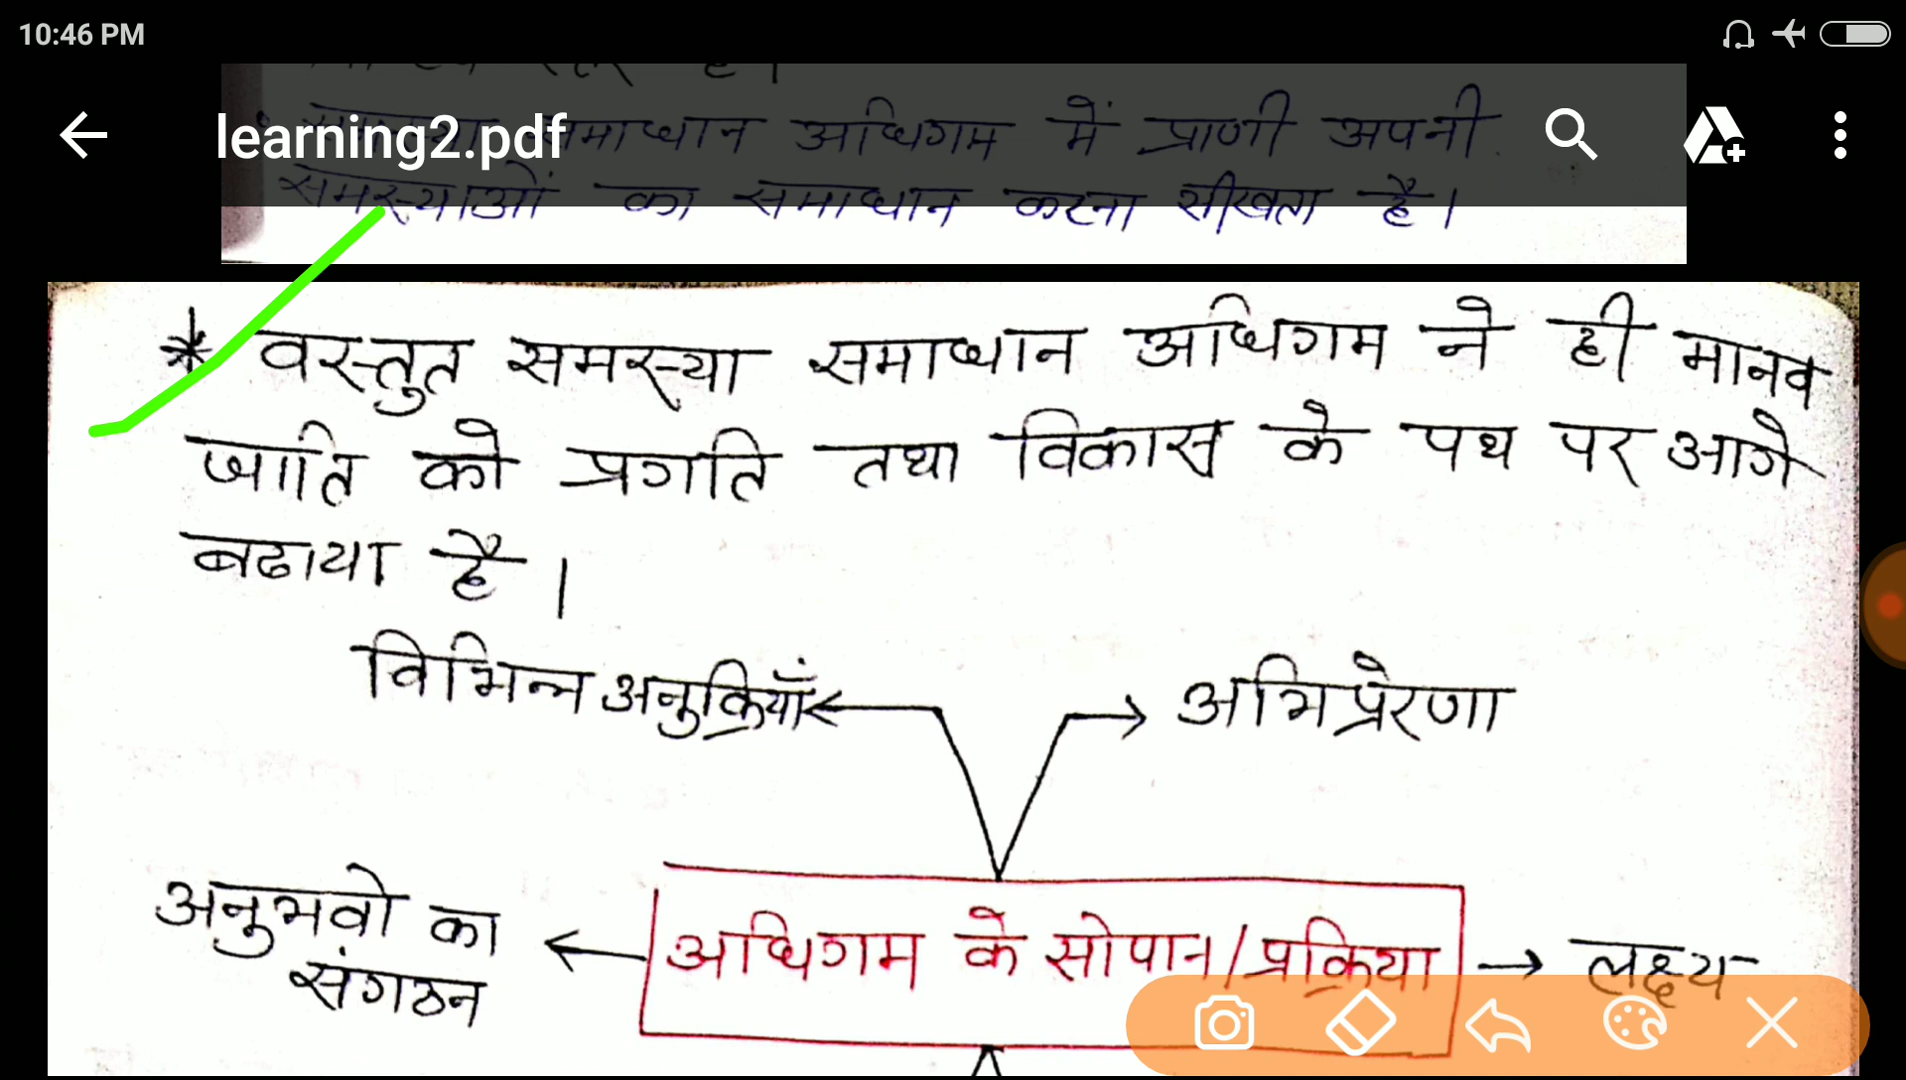 10:46 PM
learning2.pdf
समाधान अधिगम में प्राणी अपनी
समस्याओं का समाधान करना सीखता है।
* वस्तुत समस्या समाधान अधिगम ने ही मानव
जाति को प्रगति तथा विकास के पथ पर आगे
बढाया है।
विभिन्न अनुक्रियाँ
अभिप्रेरणा
अनुभवो का
संगठन
अधिगम के सोपान/प्रक्रिया
लक्ष्य